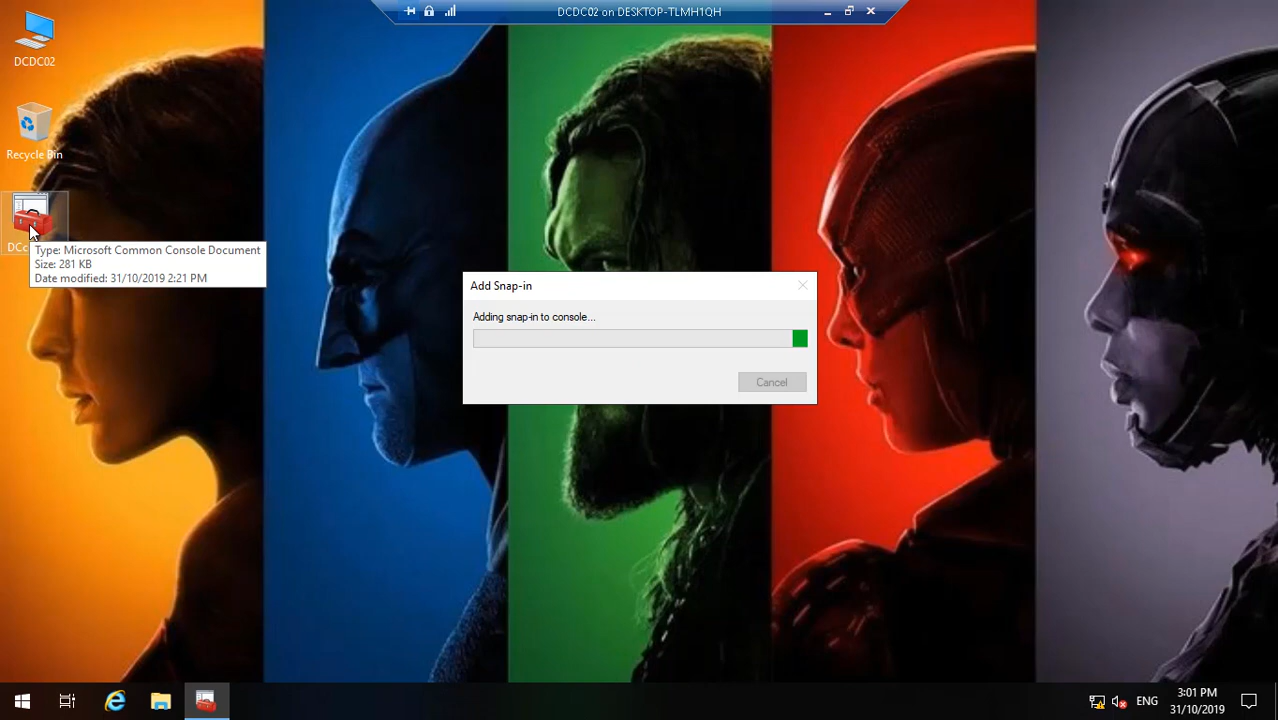 DCDC02 on DESKTOP-TLMH1QH
DCDC02
Recycle Bin
Type: Microsoft Common Console Document
Size: 281 KB
Date modified: 31/10/2019 2:21 PM
Add Snap-in
Adding snap-in to console...
Cancel
ENG
3:01 PM
31/10/2019